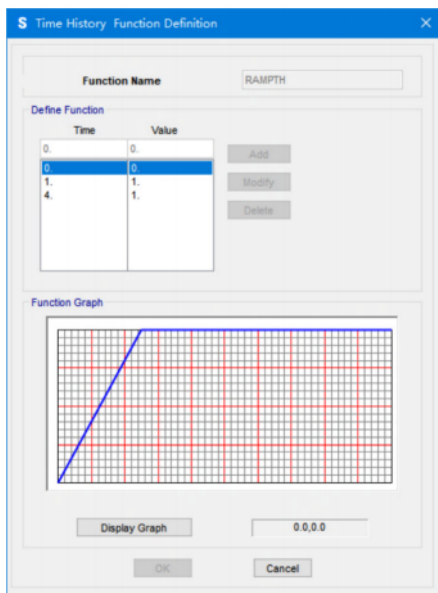 S Time History Function Definition
Function Name RAMPTH
Define Function
Time Value
0. 0. Add
0. 0.
1. 1. Modify
4. 1.
Delete
Function Graph
Display Graph 0.0,0.0
OK Cancel